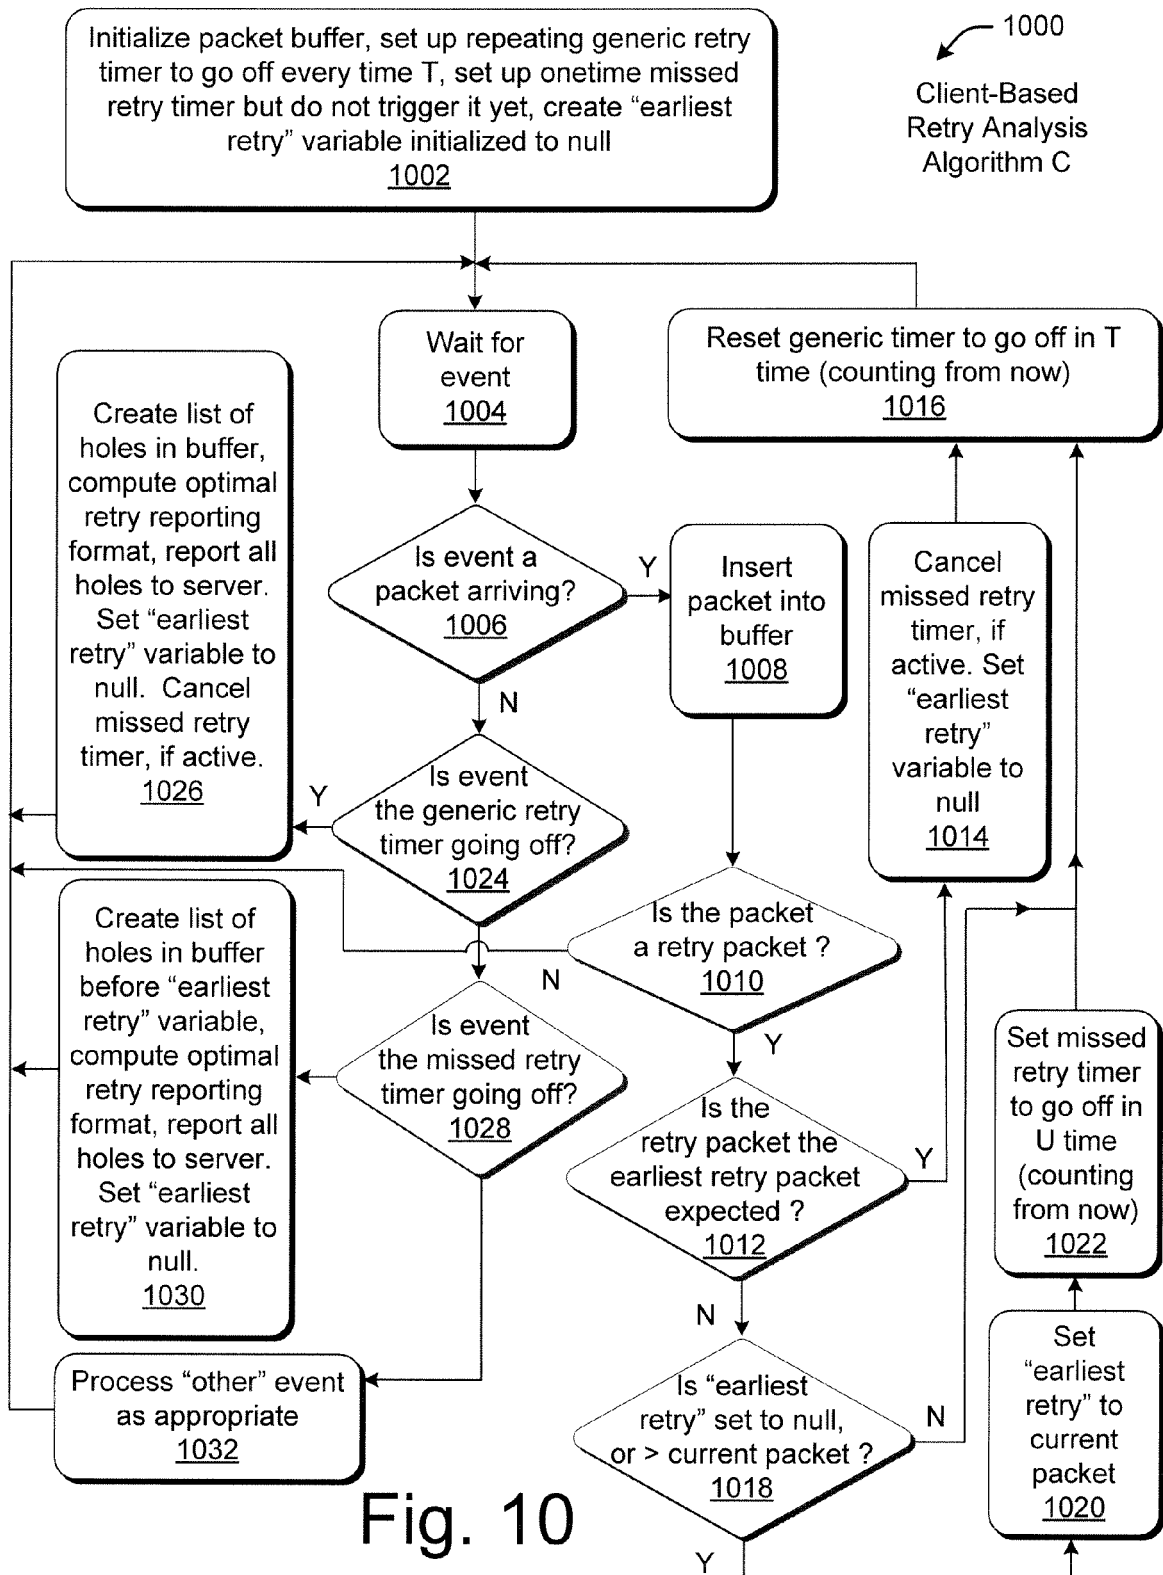 Initialize packet buffer, set up repeating generic retry
timer to go off every time T, set up onetime missed
retry timer but do not trigger it yet, create “earliest
retry” variable initialized to null
1002
1000
Client-Based
Retry Analysis
Algorithm C
Wait for
event
1004
Reset generic timer to go off in T
time (counting from now)
1016
Create list of
holes in buffer,
compute optimal
retry reporting
format, report all
holes to server.
Set “earliest
retry” variable to
null. Cancel
missed retry
timer, if active.
1026
Is event a
packet arriving?
1006
Y
N
Insert
packet into
buffer
1008
Cancel
missed retry
timer, if
active. Set
“earliest
retry”
variable to
null
1014
Is event
the generic retry
timer going off?
1024
Y
Is the packet
a retry packet ?
1010
N
Y
Create list of
holes in buffer
before “earliest
retry” variable,
compute optimal
retry reporting
format, report all
holes to server.
Set “earliest
retry” variable to
null.
1030
Is event
the missed retry
timer going off?
1028
Is the
retry packet the
earliest retry packet
expected ?
1012
Y
N
Set missed
retry timer
to go off in
U time
(counting
from now)
1022
Process “other” event
as appropriate
1032
Is “earliest
retry” set to null,
or > current packet ?
1018
N
Y
Set
“earliest
retry” to
current
packet
1020
Fig. 10